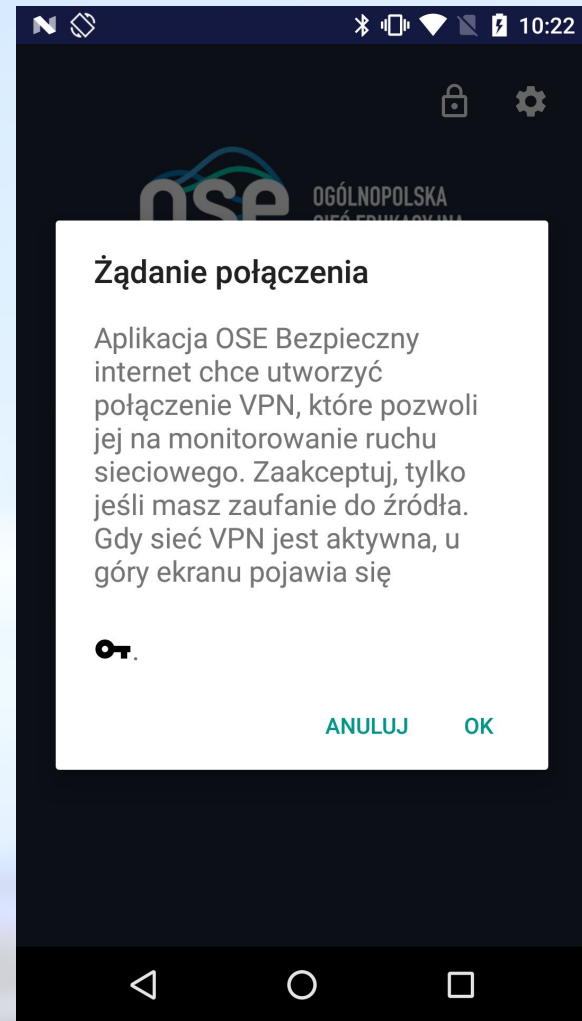 10:22
ose
OGÓLNOPOLSKA
SIEĆ EDUKACYJNA
Żądanie połączenia
Aplikacja OSE Bezpieczny
internet chce utworzyć
połączenie VPN, które pozwoli
jej na monitorowanie ruchu
sieciowego. Zaakceptuj, tylko
jeśli masz zaufanie do źródła.
Gdy sieć VPN jest aktywna, u
góry ekranu pojawia się
.
ANULUJ OK